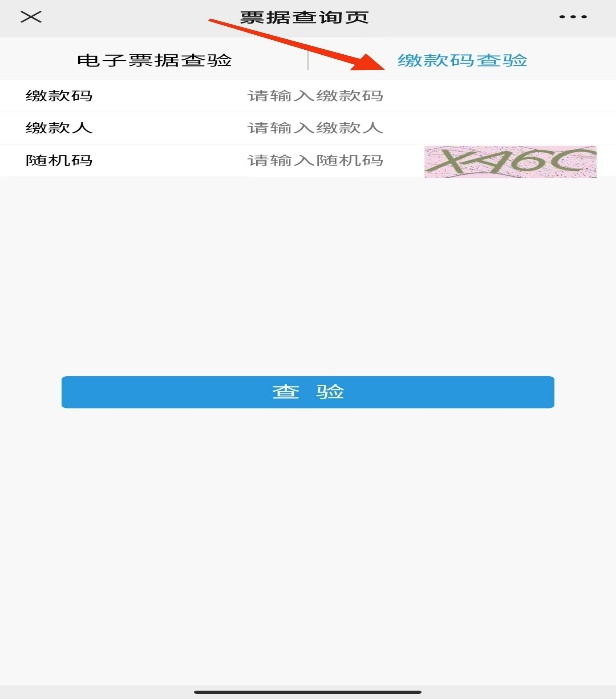 票据查询页
电子票据查验 缴款码查验
缴款码 请输入缴款码
缴款人 请输入缴款人
随机码 请输入随机码 XA6C
查 验